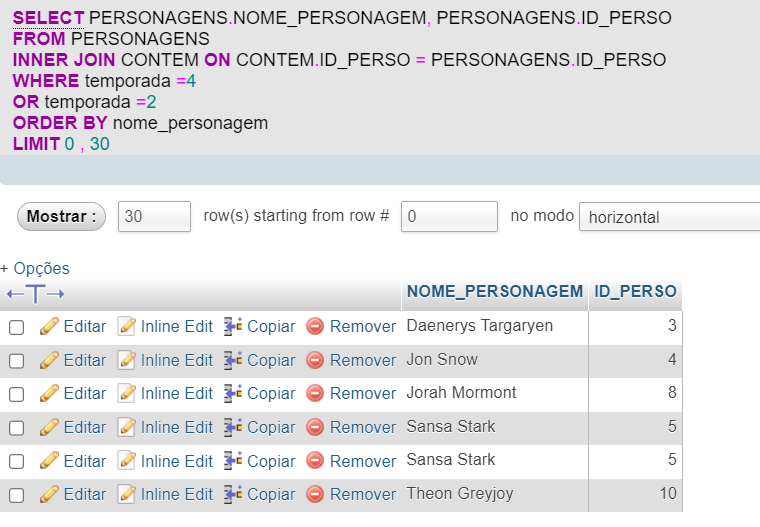 SELECT PERSONAGENS.NOME_PERSONAGEM, PERSONAGENS.ID_PERSO
FROM PERSONAGENS
INNER JOIN CONTEM ON CONTEM.ID_PERSO = PERSONAGENS.ID_PERSO
WHERE temporada =4
OR temporada =2
ORDER BY nome_personagem
LIMIT 0 , 30
Mostrar : 30 row(s) starting from row # 0 no modo horizontal
+ Opções
NOME_PERSONAGEM ID_PERSO
Editar Inline Edit Copiar Remover Daenerys Targaryen 3
Editar Inline Edit Copiar Remover Jon Snow 4
Editar Inline Edit Copiar Remover Jorah Mormont 8
Editar Inline Edit Copiar Remover Sansa Stark 5
Editar Inline Edit Copiar Remover Sansa Stark 5
Editar Inline Edit Copiar Remover Theon Greyjoy 10